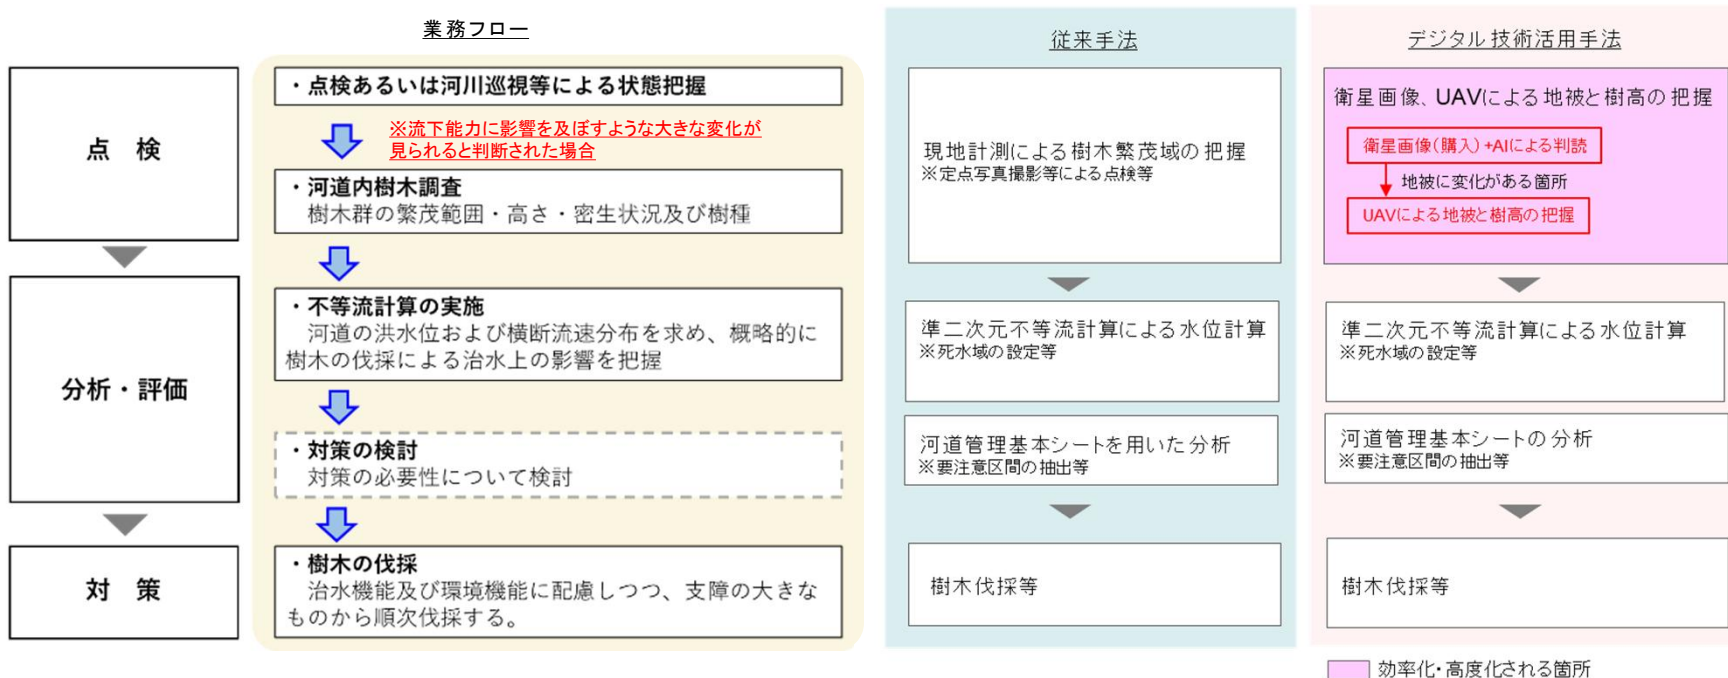 業務フロー
点　検
分析・評価
対　策
・点検あるいは河川巡視等による状態把握
※流下能力に影響を及ぼすような大きな変化が
見られると判断された場合
・河道内樹木調査
樹木群の繁茂範囲・高さ・密生状況及び樹種
・不等流計算の実施
河道の洪水位および横断流速分布を求め、概略的に
樹木の伐採による治水上の影響を把握
・対策の検討
対策の必要性について検討
・樹木の伐採
治水機能及び環境機能に配慮しつつ、支障の大きな
ものから順次伐採する。
従来手法
現地計測による樹木繁茂域の把握
※定点写真撮影等による点検等
準二次元不等流計算による水位計算
※死水域の設定等
河道管理基本シートを用いた分析
※要注意区間の抽出等
樹木伐採等
デジタル技術活用手法
衛星画像、UAVによる地被と樹高の把握
衛星画像（購入）+AIによる判読
地被に変化がある箇所
UAVによる地被と樹高の把握
準二次元不等流計算による水位計算
※死水域の設定等
河道管理基本シートの分析
※要注意区間の抽出等
樹木伐採等
効率化・高度化される箇所